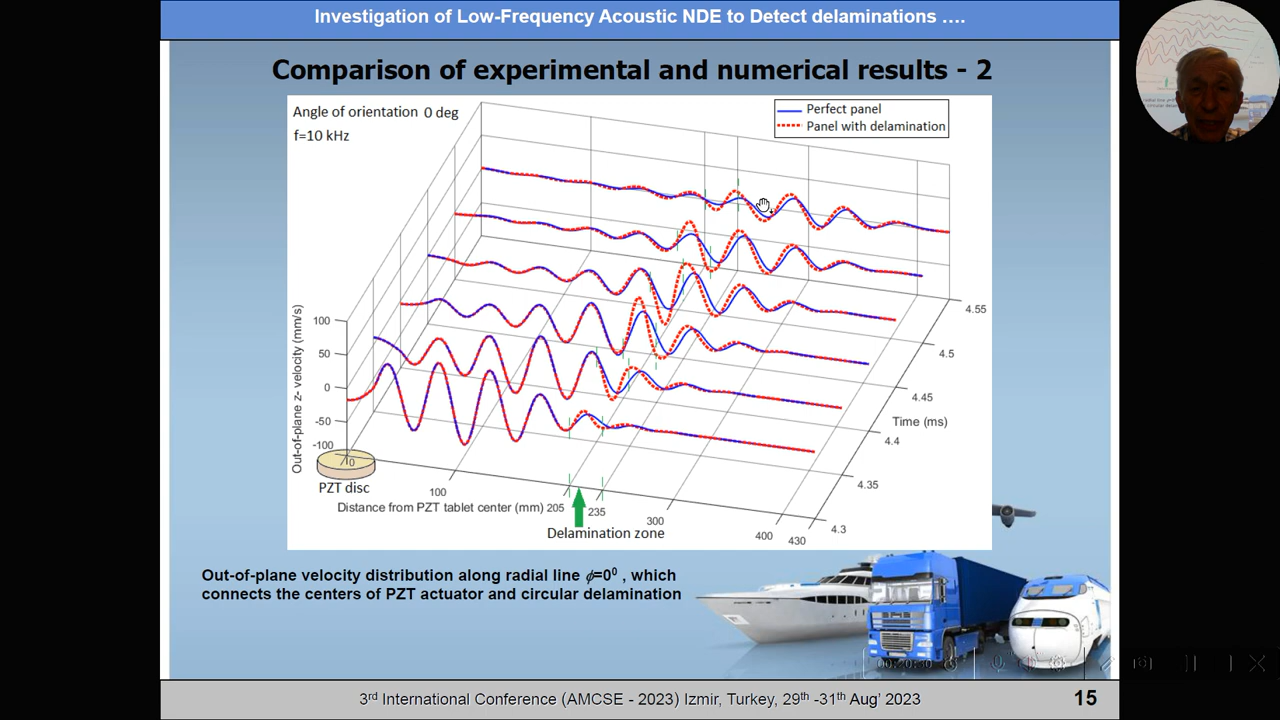 Investigation of Low-Frequency Acoustic NDE to Detect delaminations ….
Comparison of experimental and numerical results - 2
Angle of orientation 0 deg
f=10 kHz
Perfect panel
Panel with delamination
Out-of-plane z- velocity (mm/s)
100
50
0
-50
-100
0
PZT disc
100
Distance from PZT tablet center (mm)
205
235
300
400
430
Delamination zone
4.3
4.35
4.4
4.45
4.5
4.55
Time (ms)
Out-of-plane velocity distribution along radial line ϕ=0⁰ , which
connects the centers of PZT actuator and circular delamination
3rd International Conference (AMCSE - 2023) Izmir, Turkey, 29th -31th Aug’ 2023
15